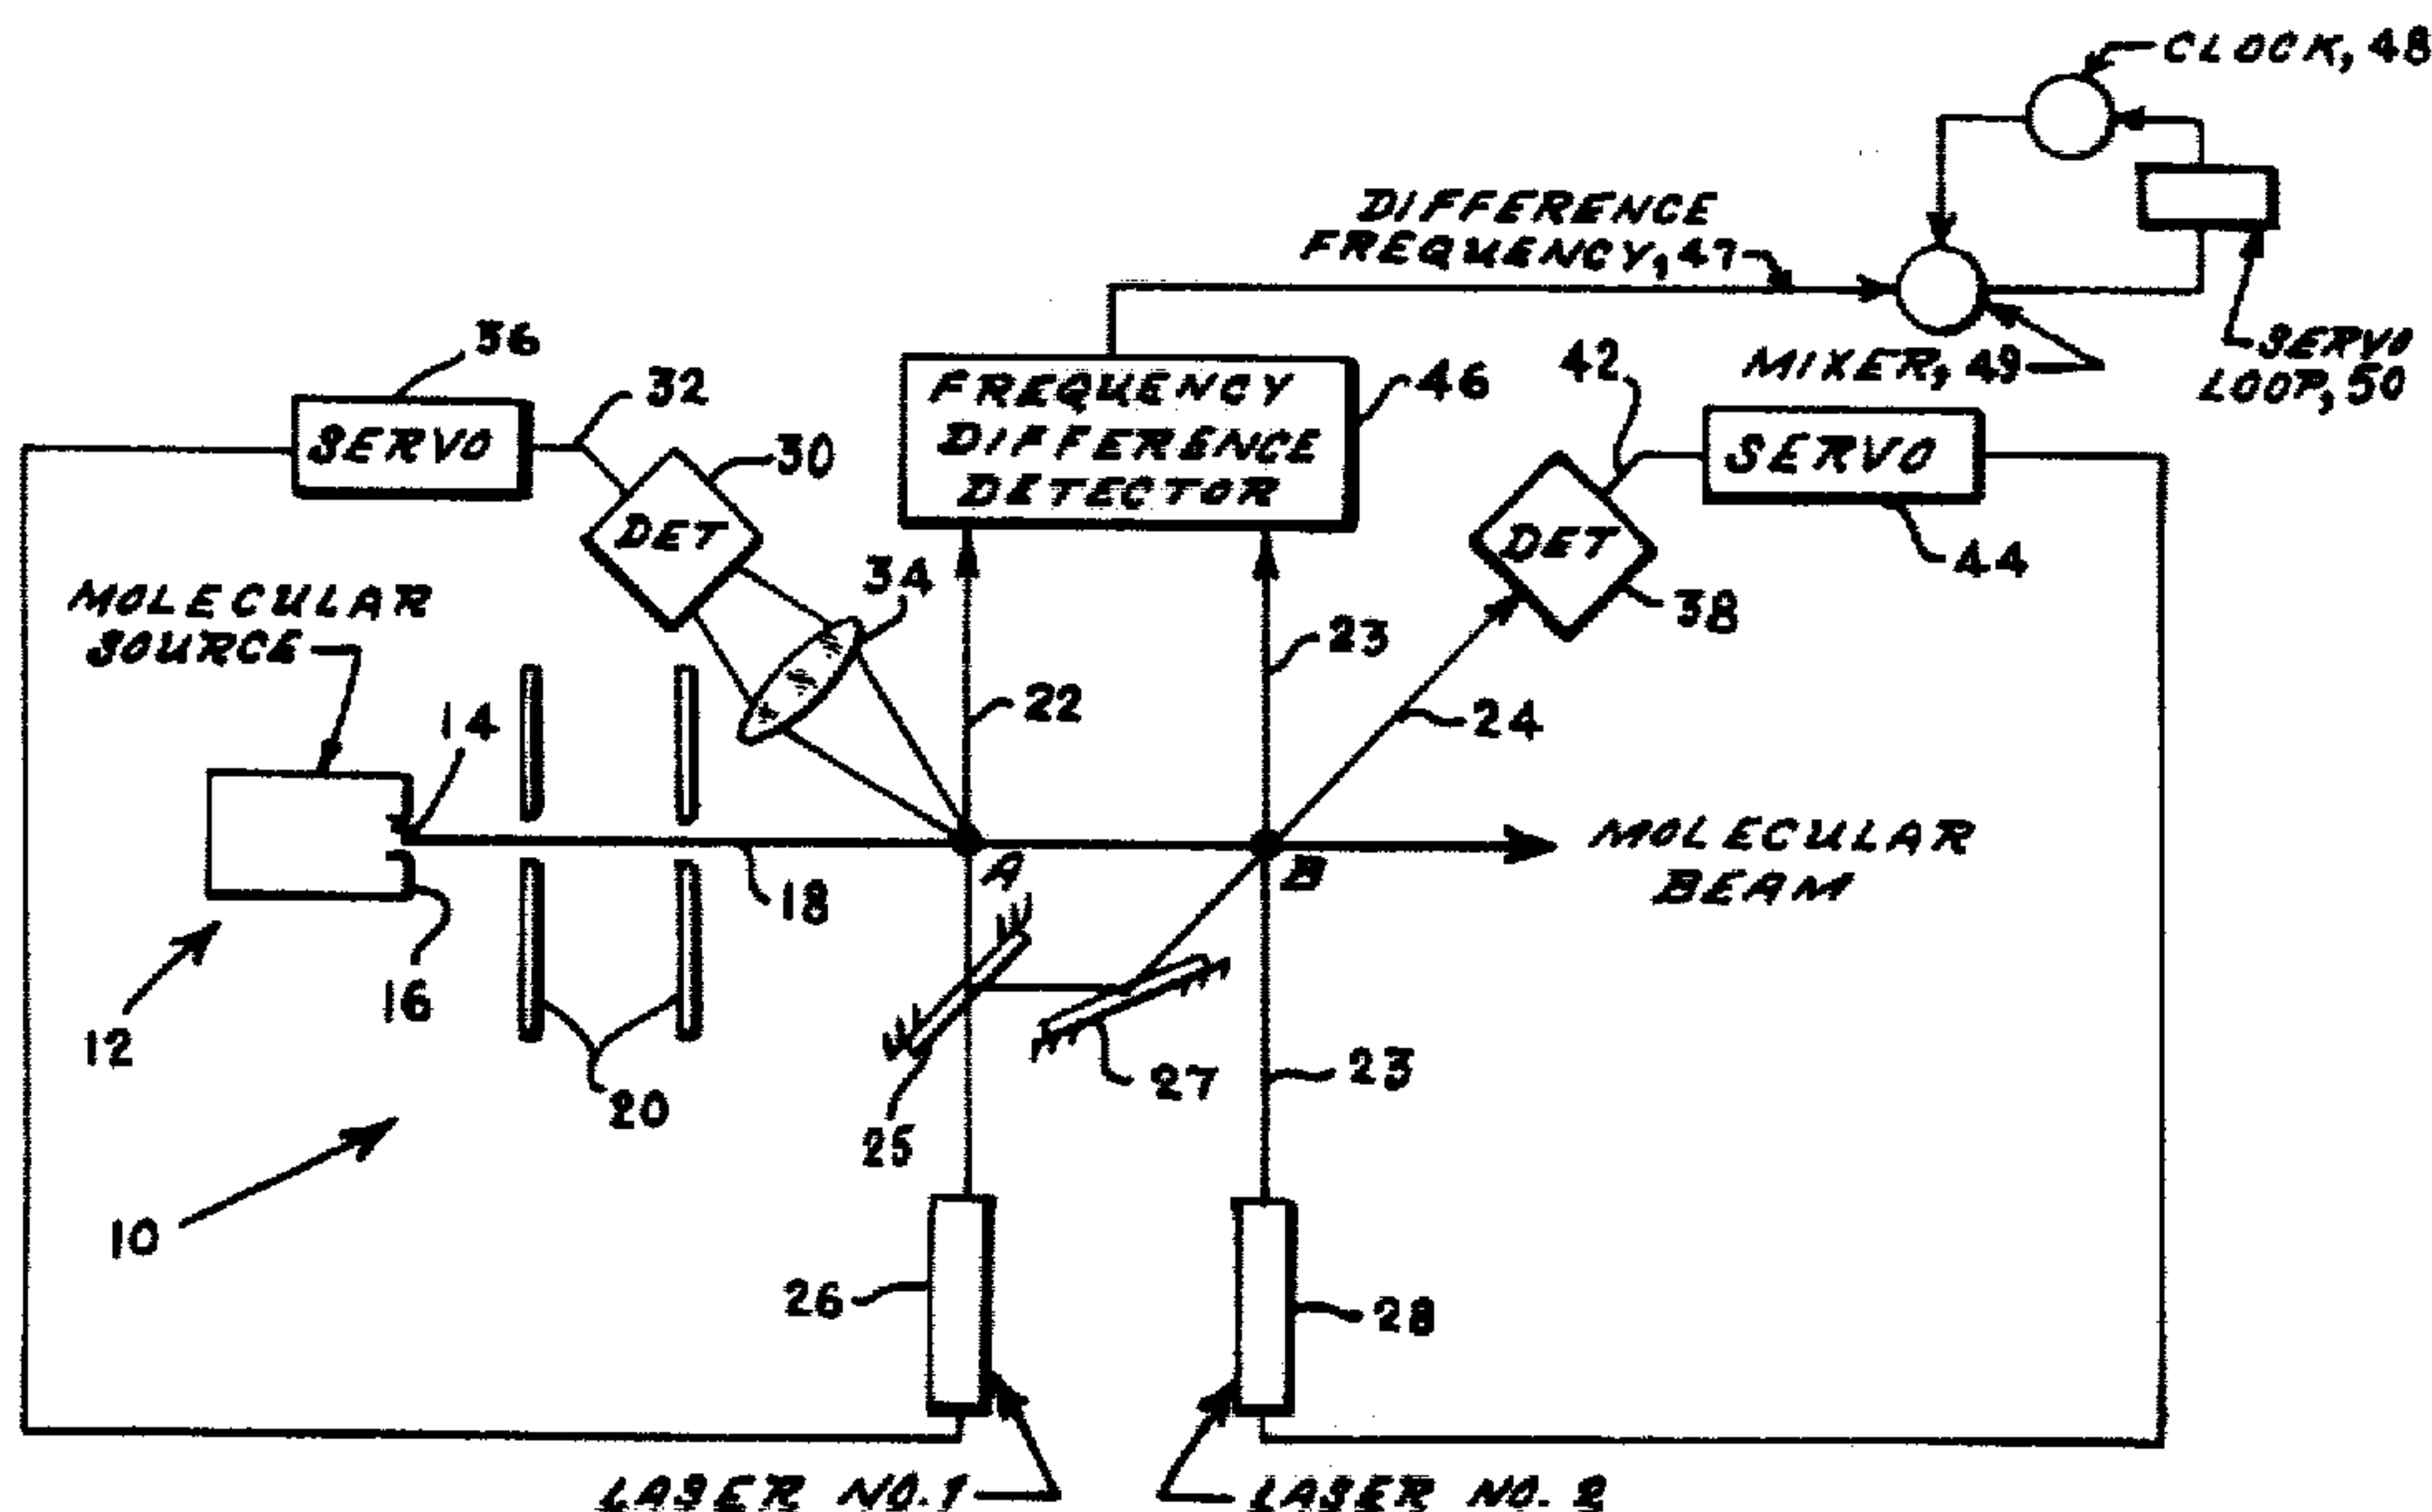 CLOCK, 48
DIFFERENCE
FREQUENCY, 47
36
32
30
FREQUENCY
DIFFERENCE
DETECTOR
46
42
MIXER, 49
SERVO
LOOP, 50
SERVO
DET
34
SERVO
DET
44
38
MOLECULAR
SOURCE
14
22
23
24
18
A
B
MOLECULAR
BEAM
16
12
20
25
27
23
10
26
28
LASER NO. 1
LASER NO. 2